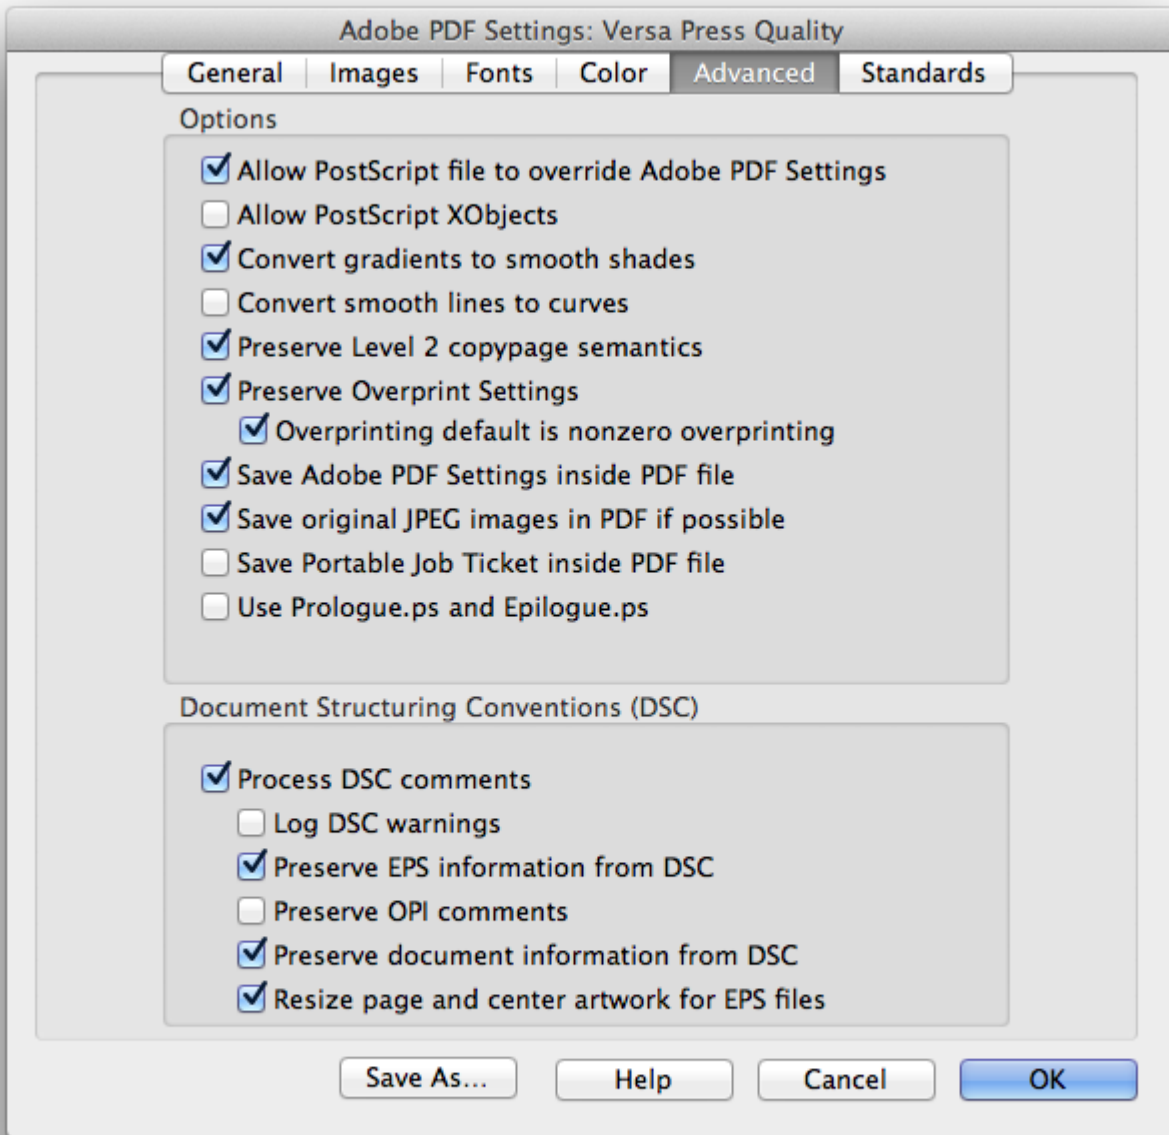 Adobe PDF Settings: Versa Press Quality
General Images Fonts Color Advanced Standards
Options
Allow PostScript file to override Adobe PDF Settings
Allow PostScript XObjects
Convert gradients to smooth shades
Convert smooth lines to curves
Preserve Level 2 copypage semantics
Preserve Overprint Settings
Overprinting default is nonzero overprinting
Save Adobe PDF Settings inside PDF file
Save original JPEG images in PDF if possible
Save Portable Job Ticket inside PDF file
Use Prologue.ps and Epilogue.ps
Document Structuring Conventions (DSC)
Process DSC comments
Log DSC warnings
Preserve EPS information from DSC
Preserve OPI comments
Preserve document information from DSC
Resize page and center artwork for EPS files
Save As... Help Cancel OK